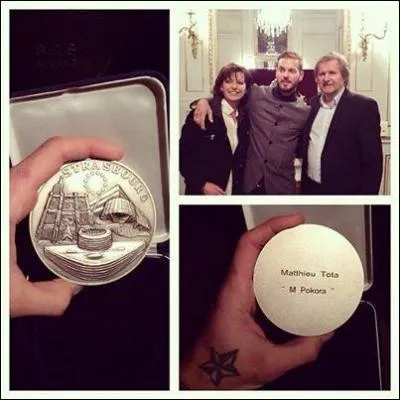 STRASBOURG
Matthieu Tota
" M Pokora "